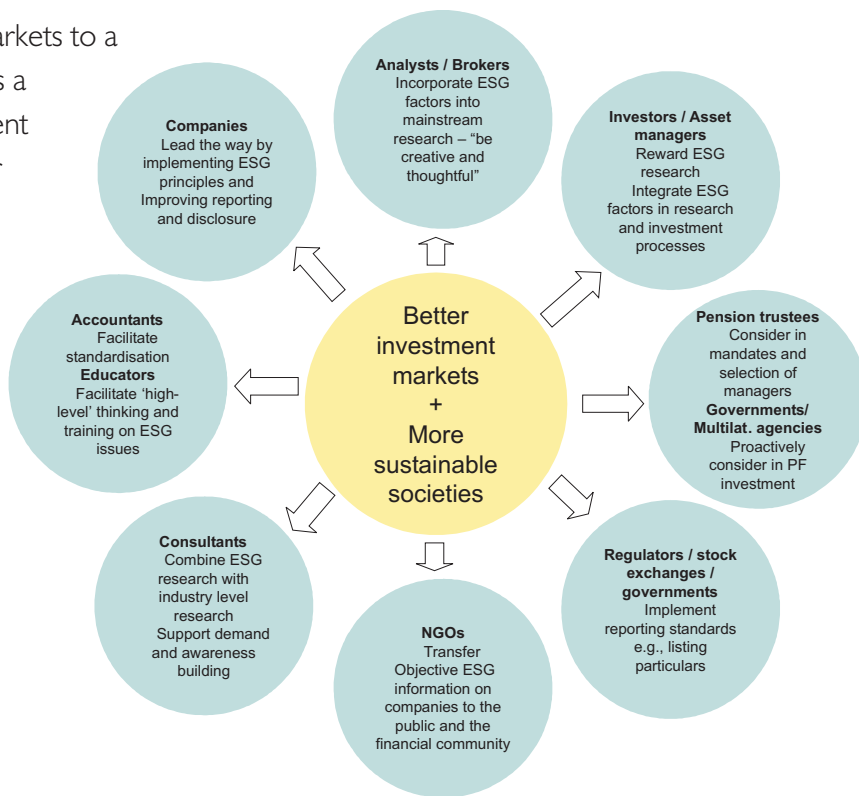 arkets to a
s a
ent
Analysts / Brokers
Incorporate ESG
factors into
mainstream
research – “be
creative and
thoughtful”
Investors / Asset
managers
Reward ESG
research
Integrate ESG
factors in research
and investment
processes
Pension trustees
Consider in
mandates and
selection of
managers
Governments/
Multilat. agencies
Proactively
consider in PF
investment
Regulators / stock
exchanges /
governments
Implement
reporting standards
e.g., listing
particulars
NGOs
Transfer
Objective ESG
information on
companies to the
public and the
financial community
Consultants
Combine ESG
research with
industry level
research
Support demand
and awareness
building
Accountants
Facilitate
standardisation
Educators
Facilitate ‘high-
level’ thinking and
training on ESG
issues
Companies
Lead the way by
implementing ESG
principles and
Improving reporting
and disclosure
Better
investment
markets
+
More
sustainable
societies